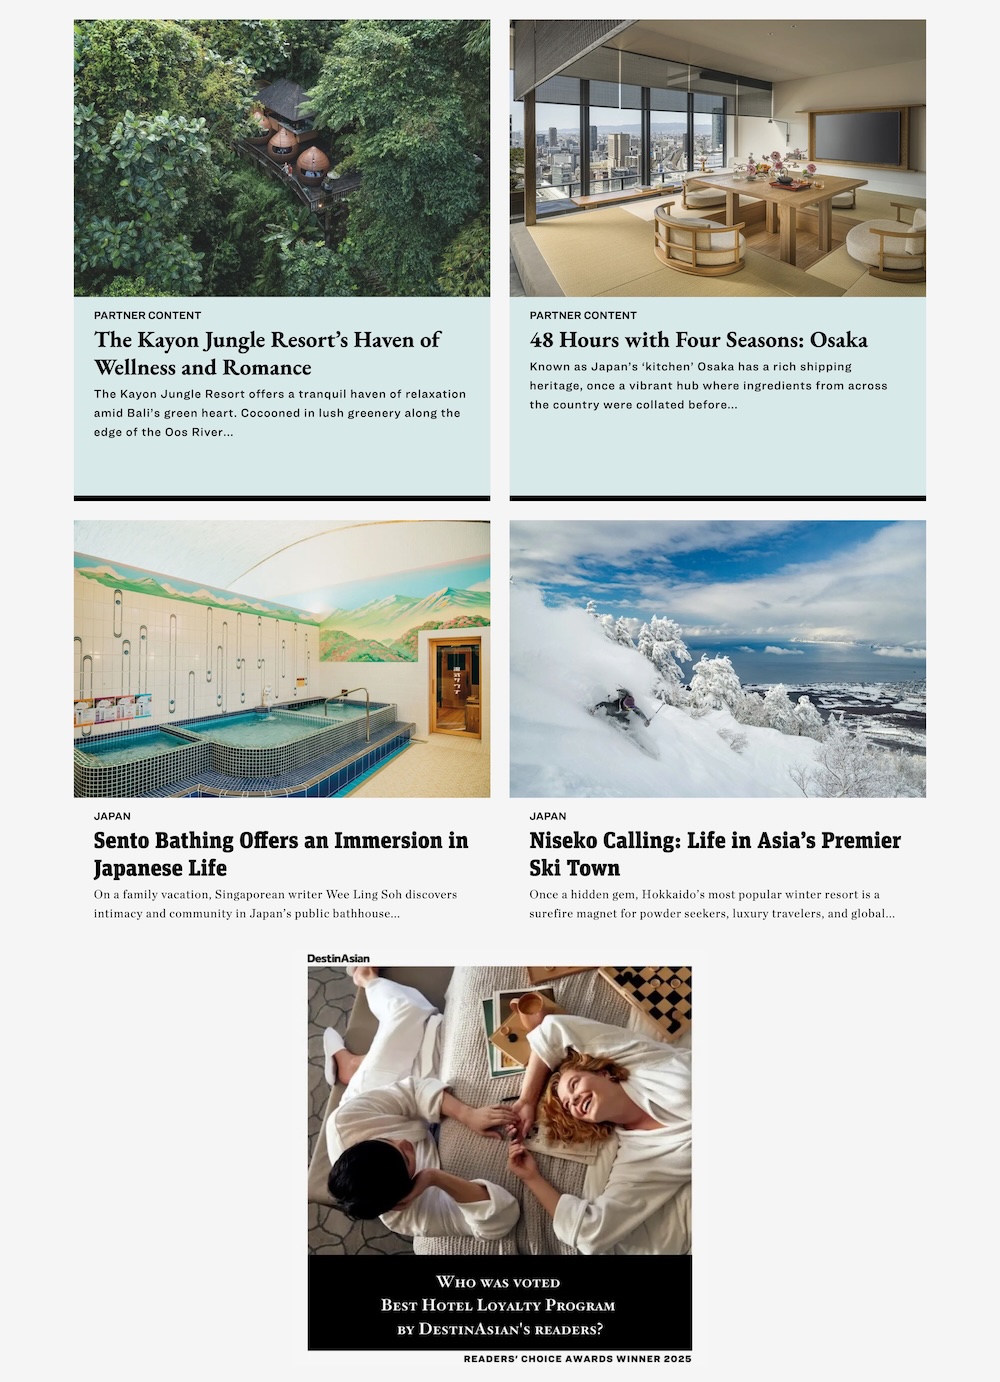 PARTNER CONTENT
The Kayon Jungle Resort’s Haven of
Wellness and Romance
The Kayon Jungle Resort offers a tranquil haven of relaxation
amid Bali’s green heart. Cocooned in lush greenery along the
edge of the Oos River...
PARTNER CONTENT
48 Hours with Four Seasons: Osaka
Known as Japan’s ‘kitchen’ Osaka has a rich shipping
heritage, once a vibrant hub where ingredients from across
the country were collated before...
JAPAN
Sento Bathing Offers an Immersion in
Japanese Life
On a family vacation, Singaporean writer Wee Ling Soh discovers
intimacy and community in Japan’s public bathhouse...
JAPAN
Niseko Calling: Life in Asia’s Premier
Ski Town
Once a hidden gem, Hokkaido’s most popular winter resort is a
surefire magnet for powder seekers, luxury travelers, and global...
DestinAsian
Who was voted
Best Hotel Loyalty Program
by DestinAsian's readers?
READERS’ CHOICE AWARDS WINNER 2025